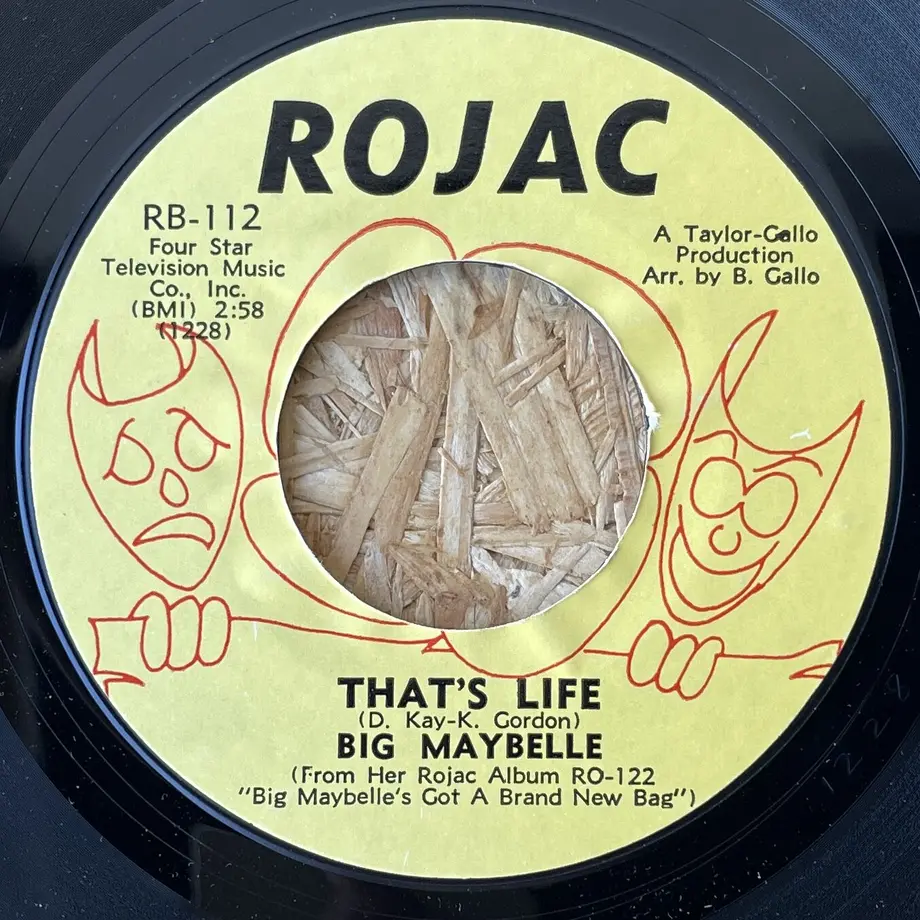 ROJAC
RB-112
Four Star
Television Music
Co., Inc.
(BMI) 2:58
(1228)
A Taylor-Gallo
Production
Arr. by B. Gallo
THAT'S LIFE
(D. Kay-K. Gordon)
BIG MAYBELLE
(From Her Rojac Album RO-122
"Big Maybelle's Got A Brand New Bag")
1228